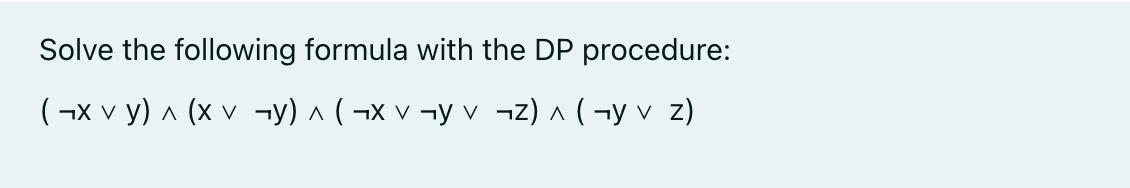 Solve the following formula with the DP procedure:
( ¬x ∨ y) ∧ (x ∨ ¬y) ∧ ( ¬x ∨ ¬y ∨ ¬z) ∧ ( ¬y ∨ z)